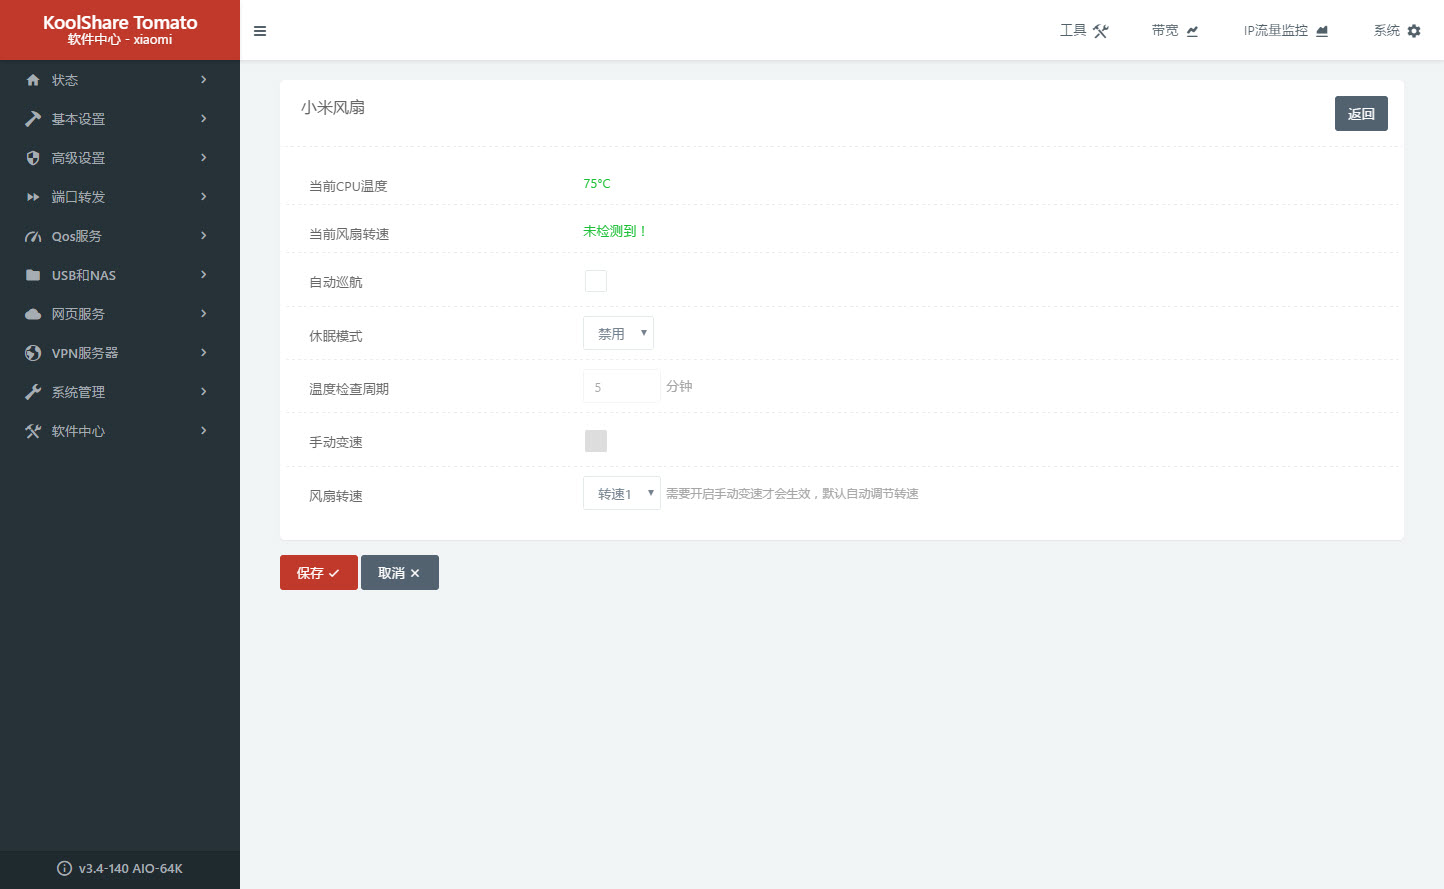 KoolShare Tomato
软件中心 - xiaomi
工具
带宽
IP流量监控
系统
状态
基本设置
高级设置
端口转发
Qos服务
USB和NAS
网页服务
VPN服务器
系统管理
软件中心
v3.4-140 AIO-64K
小米风扇
返回
当前CPU温度
75°C
当前风扇转速
未检测到！
自动巡航
休眠模式
禁用
温度检查周期
5
分钟
手动变速
风扇转速
转速1
需要开启手动变速才会生效，默认自动调节转速
保存
取消